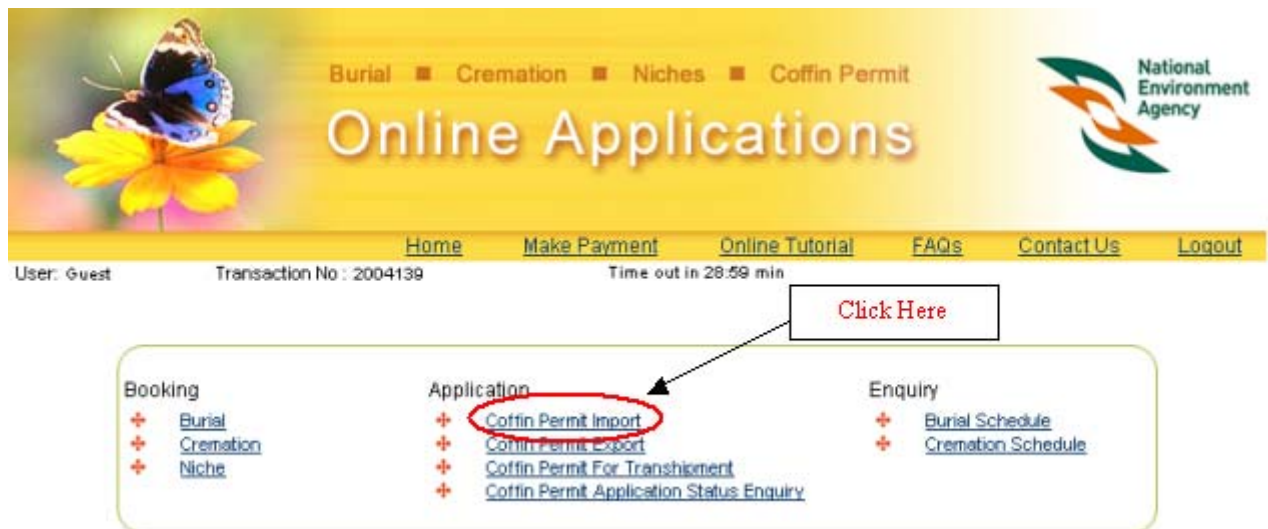 Burial ■ Cremation ■ Niches ■ Coffin Permit
Online Applications
National
Environment
Agency
Home Make Payment Online Tutorial FAQs Contact Us Logout
User: Guest Transaction No : 2004139 Time out in 28:59 min
Click Here
Booking
Burial
Cremation
Niche
Application
Coffin Permit Import
Coffin Permit Export
Coffin Permit For Transhipment
Coffin Permit Application Status Enquiry
Enquiry
Burial Schedule
Cremation Schedule